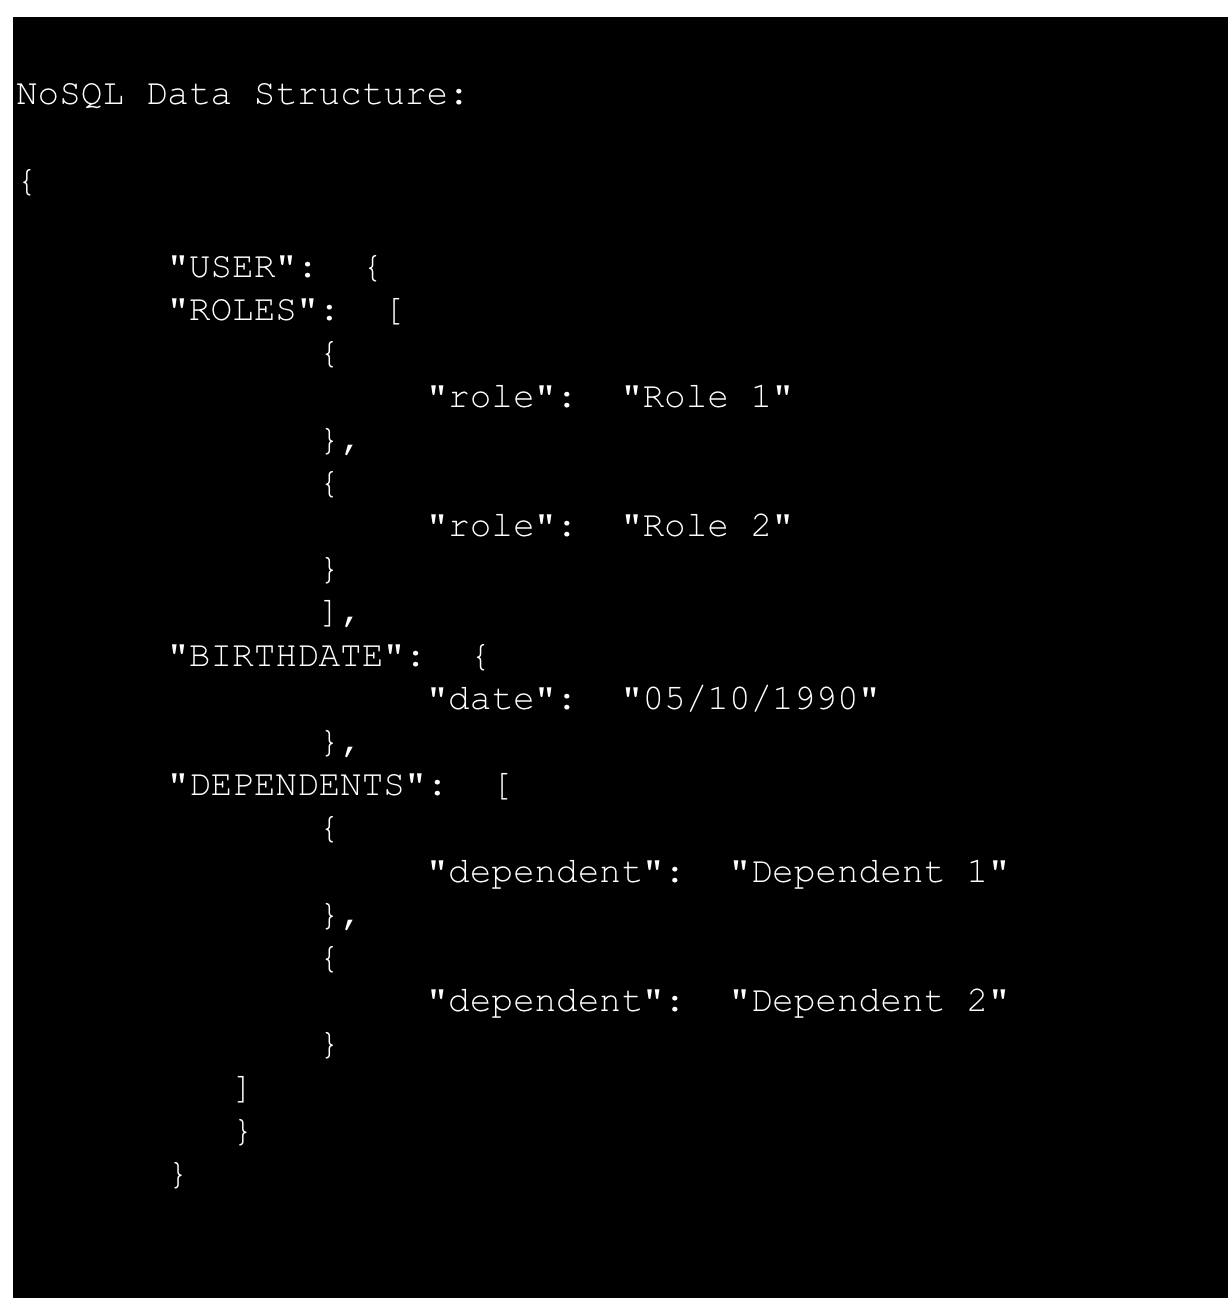 NoSQL Data Structure:
{
"USER": {
"ROLES": [
{
"role": "Role 1"
},
{
"role": "Role 2"
}
],
"BIRTHDATE": {
"date": "05/10/1990"
},
"DEPENDENTS": [
{
"dependent": "Dependent 1"
},
{
"dependent": "Dependent 2"
}
]
}
}